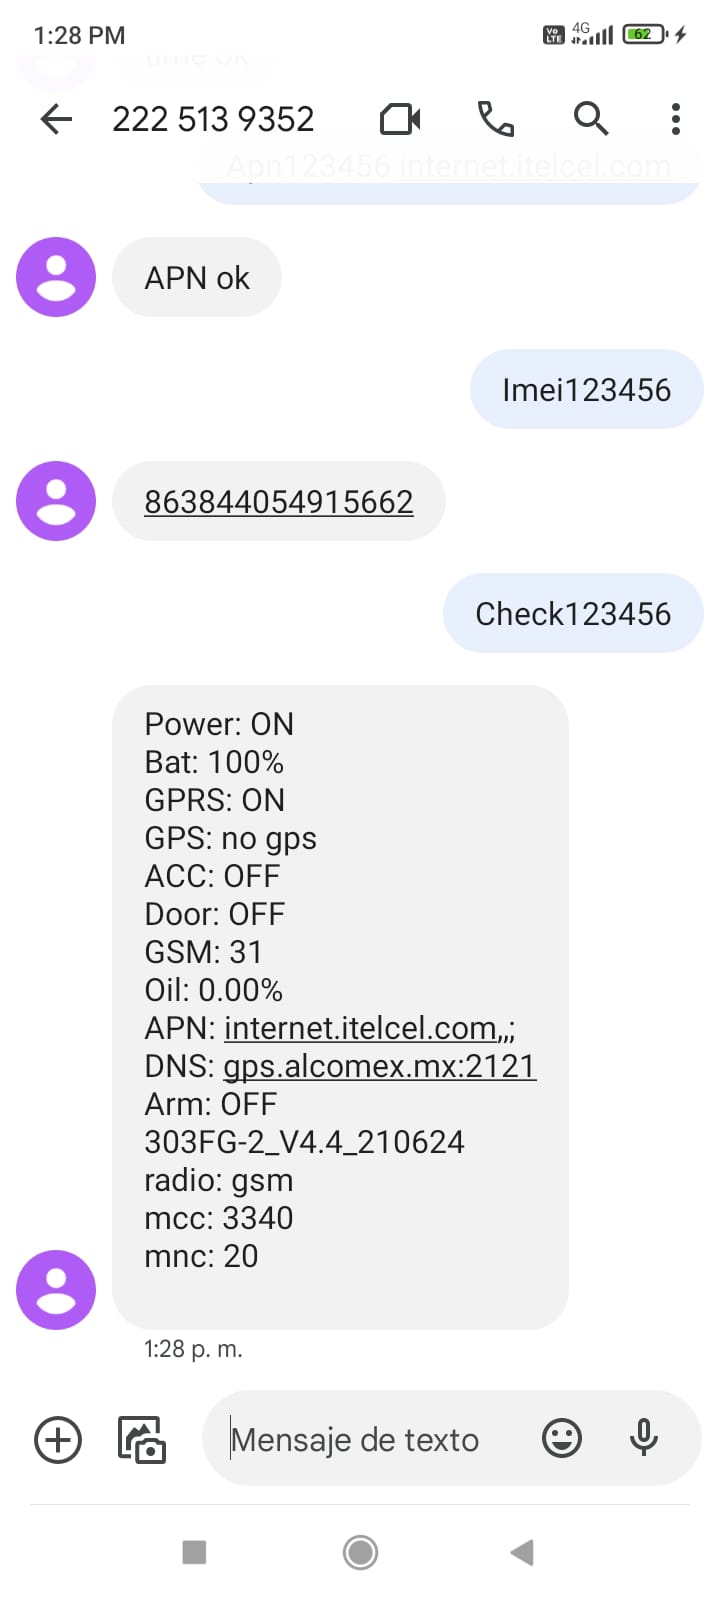 1:28 PM
Vo
LTE
4G
62
time ok
222 513 9352
Apn123456 internet.itelcel.com
APN ok
Imei123456
863844054915662
Check123456
Power: ON
Bat: 100%
GPRS: ON
GPS: no gps
ACC: OFF
Door: OFF
GSM: 31
Oil: 0.00%
APN: internet.itelcel.com,,;
DNS: gps.alcomex.mx:2121
Arm: OFF
303FG-2_V4.4_210624
radio: gsm
mcc: 3340
mnc: 20
1:28 p. m.
Mensaje de texto